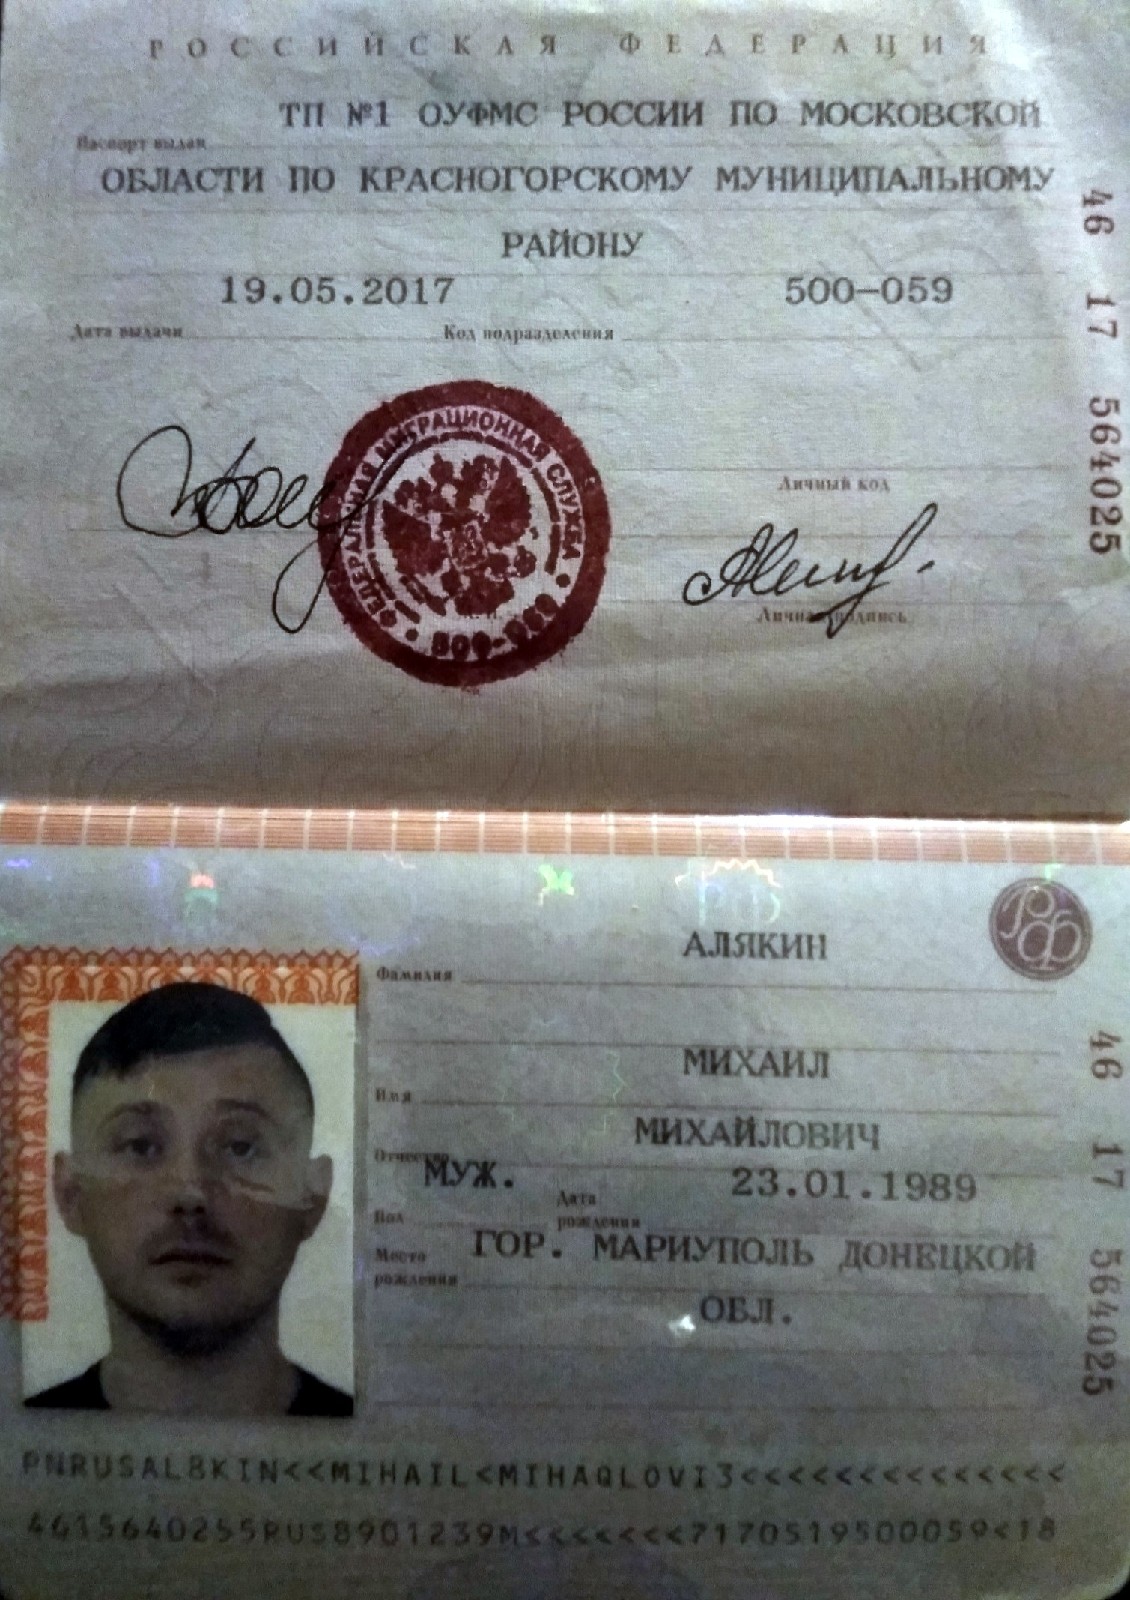 РОССИЙСКАЯ ФЕДЕРАЦИЯ
ТП №1 ОУФМС РОССИИ ПО МОСКОВСКОЙ
Паспорт выдан
ОБЛАСТИ ПО КРАСНОГОРСКОМУ МУНИЦИПАЛЬНОМУ
РАЙОНУ
19.05.2017 500-059
Дата выдачи Код подразделения
46 17 564025
ФЕДЕРАЛЬНАЯ МИГРАЦИОННАЯ СЛУЖБА
Личный код
Личная подпись
РФ
АЛЯКИН
Фамилия
МИХАИЛ
Имя
МИХАЙЛОВИЧ
Отчество
МУЖ. 23.01.1989
Пол Дата рождения
Место рождения ГОР. МАРИУПОЛЬ ДОНЕЦКОЙ
ОБЛ.
46 17 564025
PNRUSAL8KIN<<MIHAIL<MIHAQLOVI3<<<<<<<<<<<<<<
4615640255RUS8901239M<<<<<<<7170519500059<18